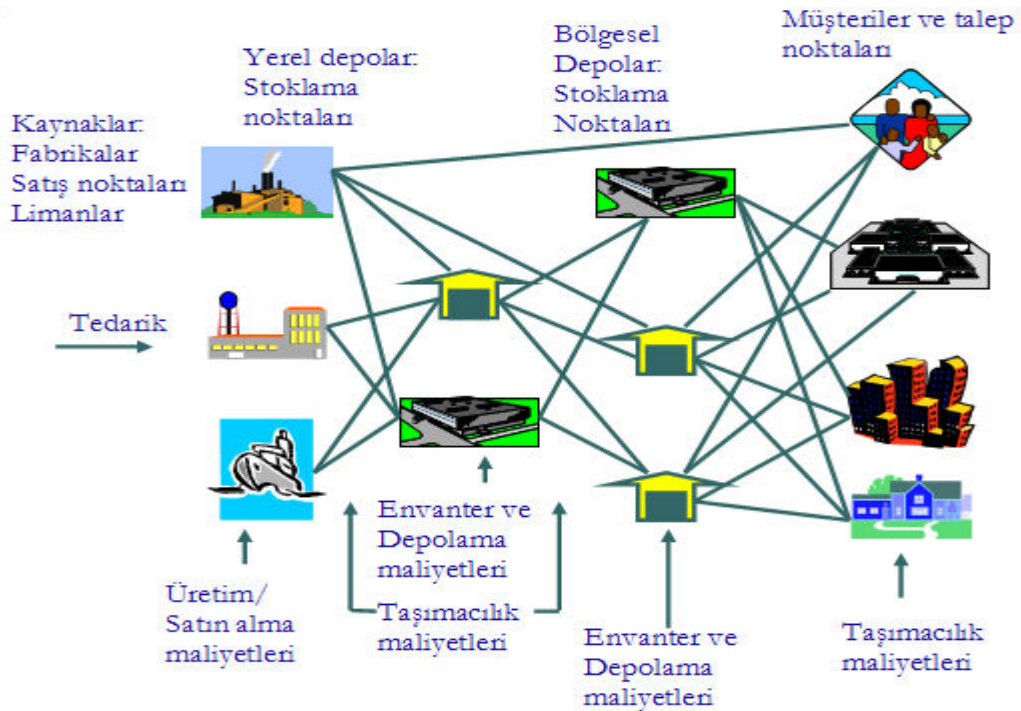 Kaynaklar:
Fabrikalar
Satış noktaları
Limanlar
Yerel depolar:
Stoklama
noktaları
Bölgesel
Depolar:
Stoklama
Noktaları
Müşteriler ve talep
noktaları
Tedarik
Üretim/
Satın alma
maliyetleri
Envanter ve
Depolama
maliyetleri
Taşımacılık
maliyetleri
Envanter ve
Depolama
maliyetleri
Taşımacılık
maliyetleri